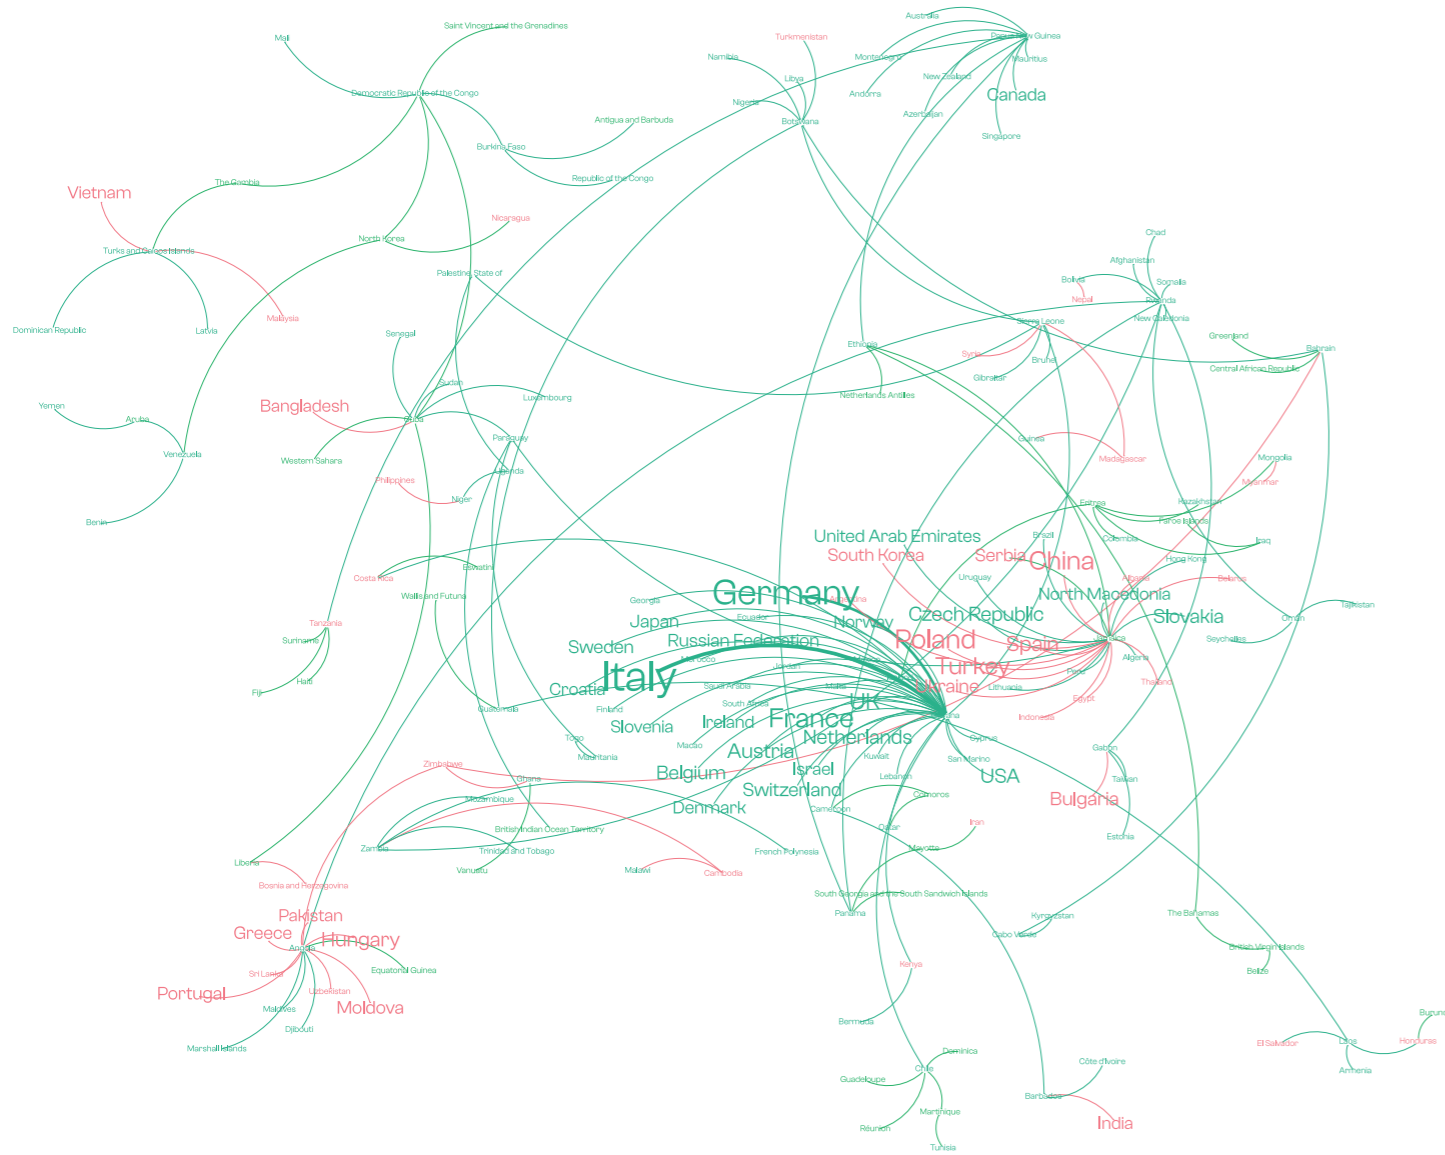 Australia
Saint Vincent and the Grenadines
Mali
Turkmenistan
Papua New Guinea
Namibia
Montenegro
Mauritius
Libya
New Zealand
Democratic Republic of the Congo
Andorra
Canada
Nigeria
Azerbaijan
Antigua and Barbuda
Botswana
Singapore
Burkina Faso
Republic of the Congo
The Gambia
Vietnam
Nicaragua
Chad
North Korea
Turks and Caicos Islands
Afghanistan
Palestine, State of
Bolivia
Somalia
Nepal
Rwanda
Malaysia
New Caledonia
Sierra Leone
Dominican Republic
Latvia
Senegal
Greenland
Ethiopia
Bahrain
Syria
Brunei
Central African Republic
Gibraltar
Sudan
Netherlands Antilles
Luxembourg
Yemen
Bangladesh
Aruba
Cuba
Paraguay
Guinea
Venezuela
Western Sahara
Madagascar
Mongolia
Uganda
Philippines
Myanmar
Niger
Eritrea
Kazakhstan
Benin
Faroe Islands
United Arab Emirates
Brazil
Colombia
Iraq
South Korea
Serbia
China
Hong Kong
Eswatini
Costa Rica
Uruguay
Albania
Belarus
Germany
North Macedonia
Wallis and Futuna
Georgia
Argentina
Tajikistan
Ecuador
Czech Republic
Slovakia
Tanzania
Japan
Norway
Oman
Suriname
Sweden
Russian Federation
Poland
Spain
Jamaica
Seychelles
Morocco
Algeria
Italy
Jordan
Turkey
Peru
Haiti
Fiji
Croatia
Saudi Arabia
Malta
Ukraine
Lithuania
Thailand
Guatemala
Finland
South Africa
UK
Egypt
Slovenia
Ireland
France
Indonesia
Togo
Macao
Austria
Netherlands
Cyprus
Mauritania
Kuwait
San Marino
Gabon
Zimbabwe
Belgium
Israel
Lebanon
USA
Taiwan
Ghana
Switzerland
Comoros
Bulgaria
Mozambique
Denmark
Cameroon
British Indian Ocean Territory
Qatar
Iran
Estonia
Zambia
Trinidad and Tobago
French Polynesia
Mayotte
Liberia
Vanuatu
Malawi
Cambodia
Bosnia and Herzegovina
South Georgia and the South Sandwich Islands
Pakistan
Panama
Kyrgyzstan
The Bahamas
Greece
Hungary
Cabo Verde
Angola
British Virgin Islands
Kenya
Sri Lanka
Equatorial Guinea
Belize
Portugal
Uzbekistan
Maldives
Moldova
Bermuda
Burund
Djibouti
Marshall Islands
El Salvador
Laos
Honduras
Dominica
Côte d'Ivoire
Chile
Armenia
Guadeloupe
Barbados
Martinique
India
Réunion
Tunisia